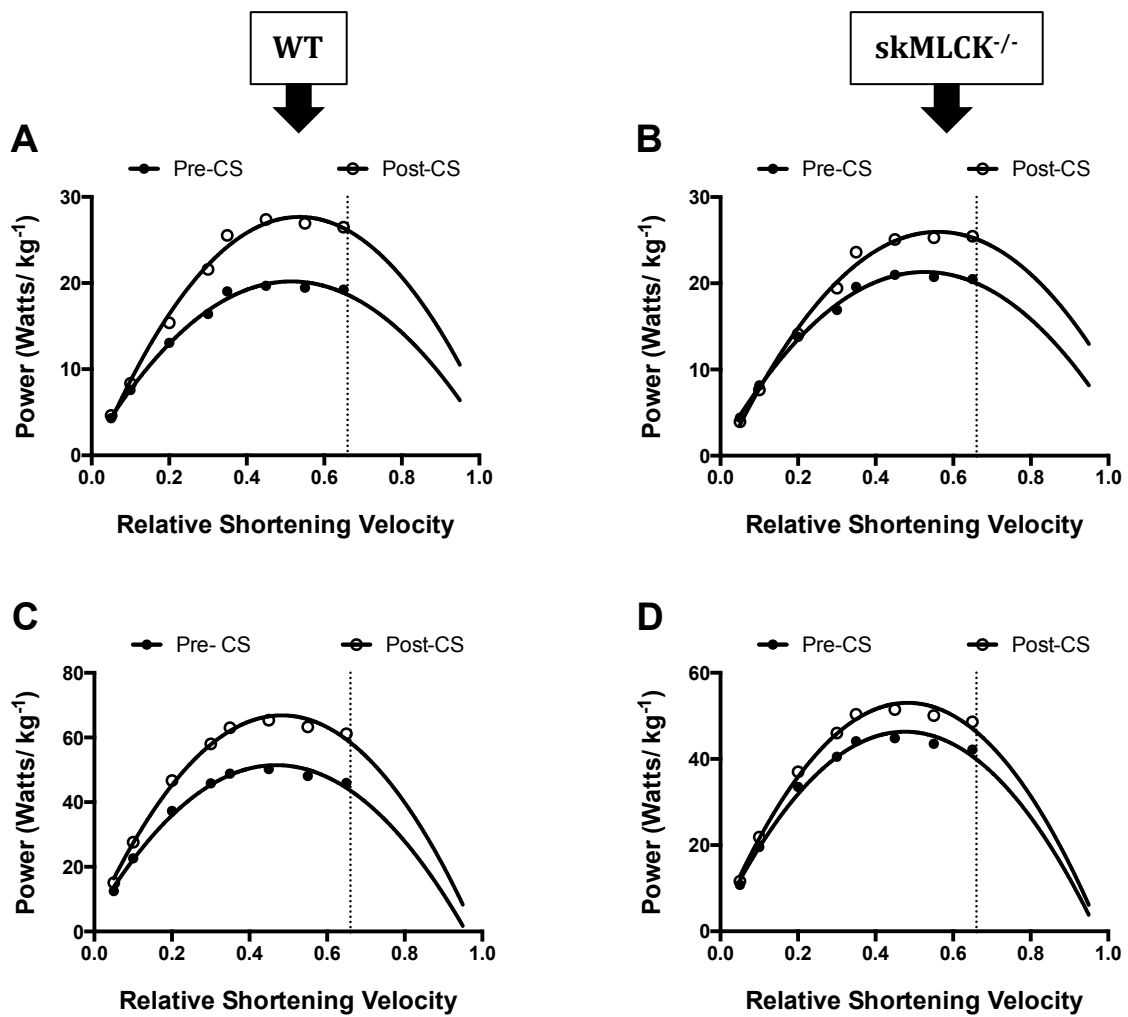 WT
skMLCK-/-
A
Pre-CS
Post-CS
30
20
10
0
Power (Watts/ kg-1)
0.0 0.2 0.4 0.6 0.8 1.0
Relative Shortening Velocity
B
Pre-CS
Post-CS
30
20
10
0
Power (Watts/ kg-1)
0.0 0.2 0.4 0.6 0.8 1.0
Relative Shortening Velocity
C
Pre- CS
Post-CS
80
60
40
20
0
Power (Watts/ kg-1)
0.0 0.2 0.4 0.6 0.8 1.0
Relative Shortening Velocity
D
Pre-CS
Post-CS
60
40
20
0
Power (Watts/ kg-1)
0.0 0.2 0.4 0.6 0.8 1.0
Relative Shortening Velocity